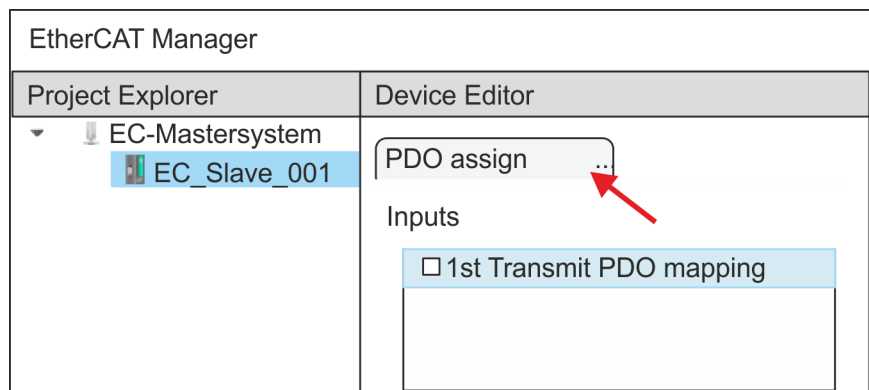 EtherCAT Manager
Project Explorer
Device Editor
EC-Mastersystem
EC_Slave_001
PDO assign ...
Inputs
1st Transmit PDO mapping